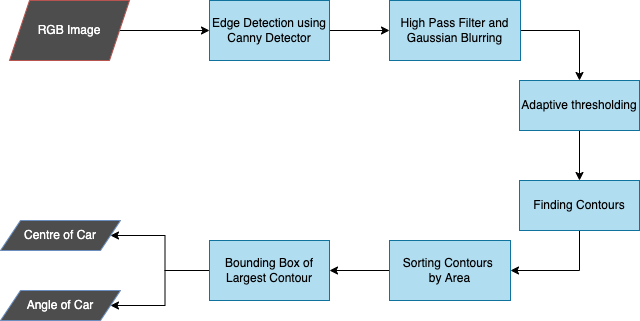 RGB Image
Edge Detection using
Canny Detector
High Pass Filter and
Gaussian Blurring
Adaptive thresholding
Finding Contours
Sorting Contours
by Area
Bounding Box of
Largest Contour
Centre of Car
Angle of Car